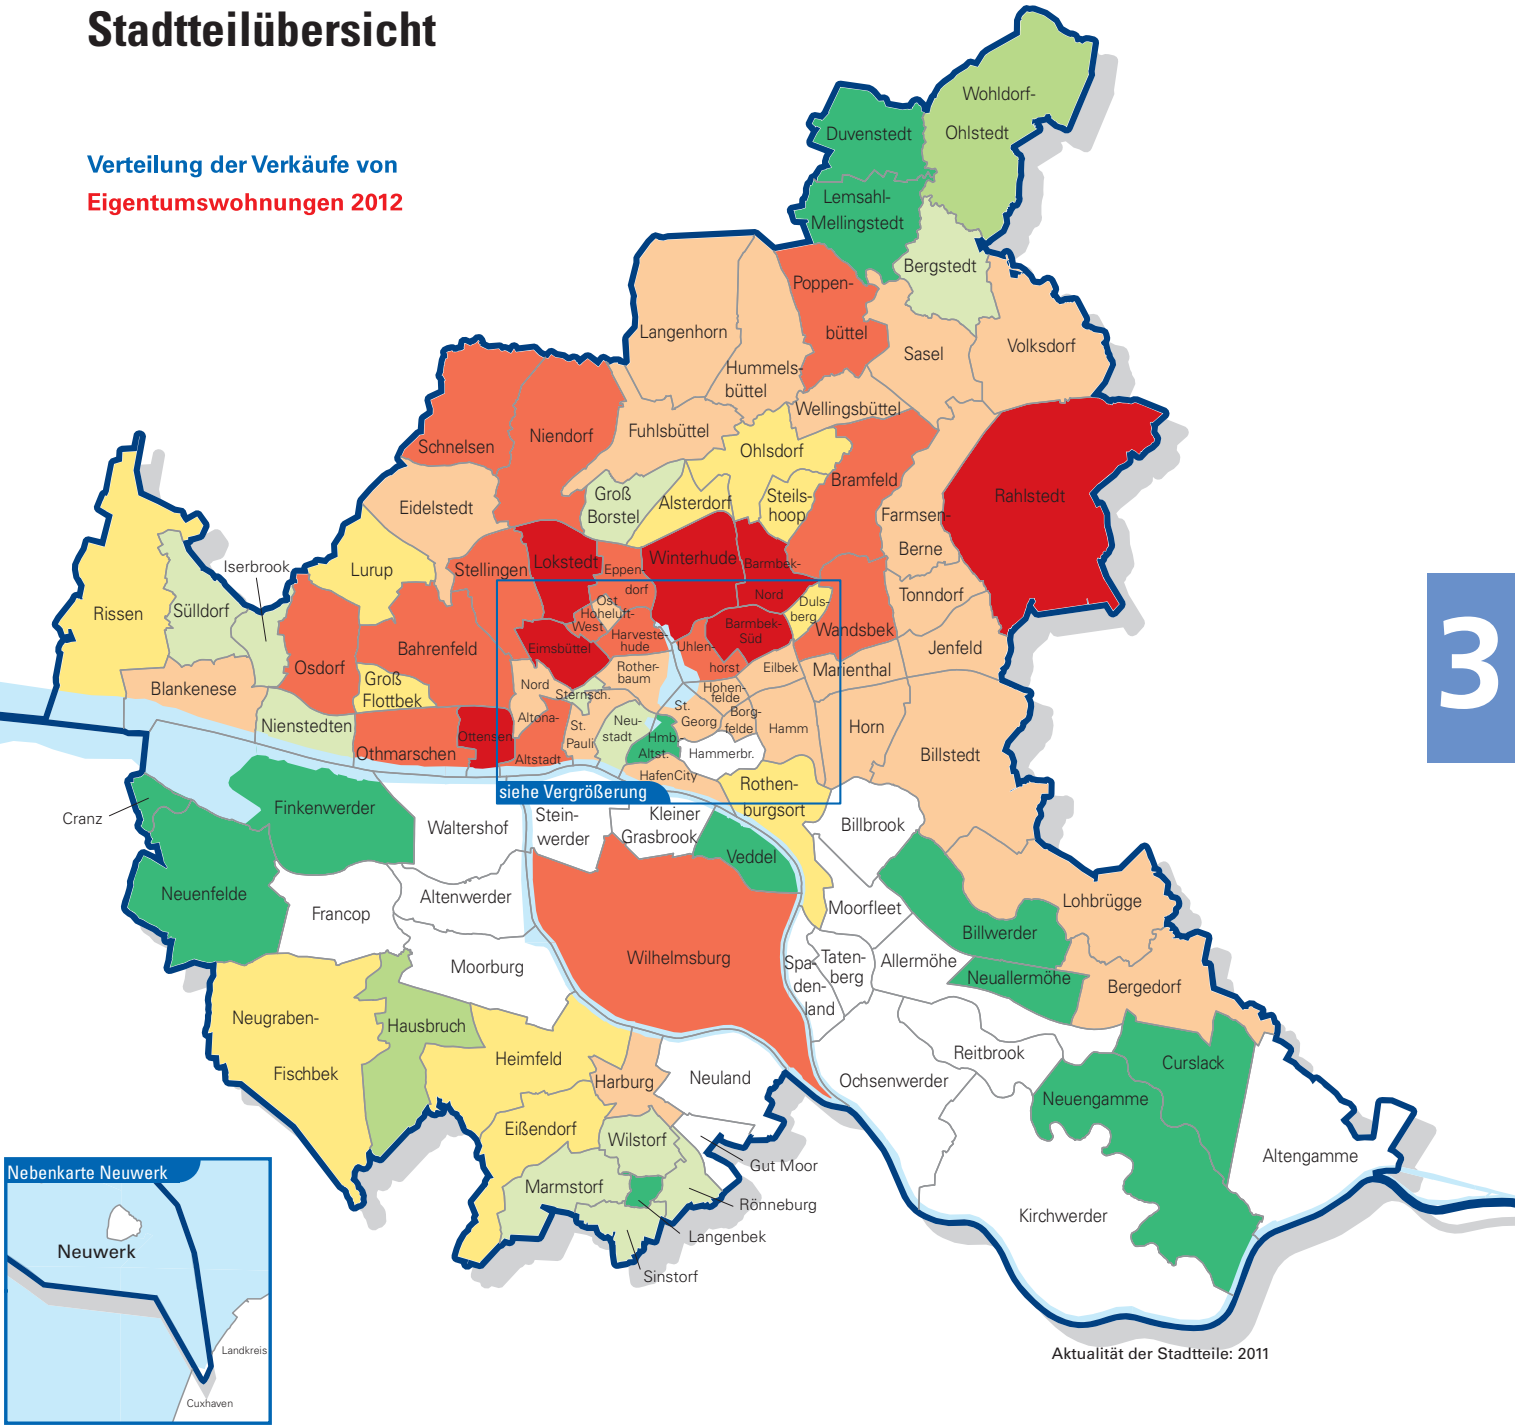 Stadtteilübersicht
Verteilung der Verkäufe von
Eigentumswohnungen 2012
Wohldorf-
Ohlstedt
Duvenstedt
Lemsahl-
Mellingstedt
Bergstedt
Poppen-
büttel
Langenhorn
Hummels-
büttel
Sasel
Volksdorf
Wellingsbüttel
Schnelsen
Niendorf
Fuhlsbüttel
Ohlsdorf
Bramfeld
Rahlstedt
Eidelstedt
Groß
Borstel
Alsterdorf
Steils-
hoop
Farmsen-
Berne
Iserbrook
Lurup
Stellingen
Lokstedt
Eppen-
dorf
Winterhude
Barmbek-
Nord
Tonndorf
Rissen
Sülldorf
Ost
Hoheluft-
West
Duls-
berg
Wandsbek
Osdorf
Bahrenfeld
Eimsbüttel
Harveste-
hude
Uhlen-
horst
Barmbek-
Süd
Jenfeld
Blankenese
Groß
Flottbek
Nord
Rother-
baum
Eilbek
Marienthal
Sternsch.
Hohen-
felde
Nienstedten
Altona-
Altstadt
St.
Pauli
Neu-
stadt
St.
Georg
Borg-
felde
Hamm
Horn
Othmarschen
Ottensen
Hmb.-
Altst.
Hammerbr.
Billstedt
HafenCity
siehe Vergrößerung
Rothen-
burgsort
Cranz
Finkenwerder
Waltershof
Stein-
werder
Kleiner
Grasbrook
Billbrook
Veddel
Neuenfelde
Altenwerder
Francop
Moorfleet
Lohbrügge
Billwerder
Moorburg
Wilhelmsburg
Spa-
den-
land
Taten-
berg
Allermöhe
Neuallermöhe
Bergedorf
Neugraben-
Fischbek
Hausbruch
Heimfeld
Harburg
Neuland
Ochsenwerder
Reitbrook
Curslack
Neuengamme
Eißendorf
Wilstorf
Gut Moor
Altengamme
Marmstorf
Rönneburg
Langenbek
Sinstorf
Kirchwerder
Nebenkarte Neuwerk
Neuwerk
Landkreis
Cuxhaven
Aktualität der Stadtteile: 2011
3